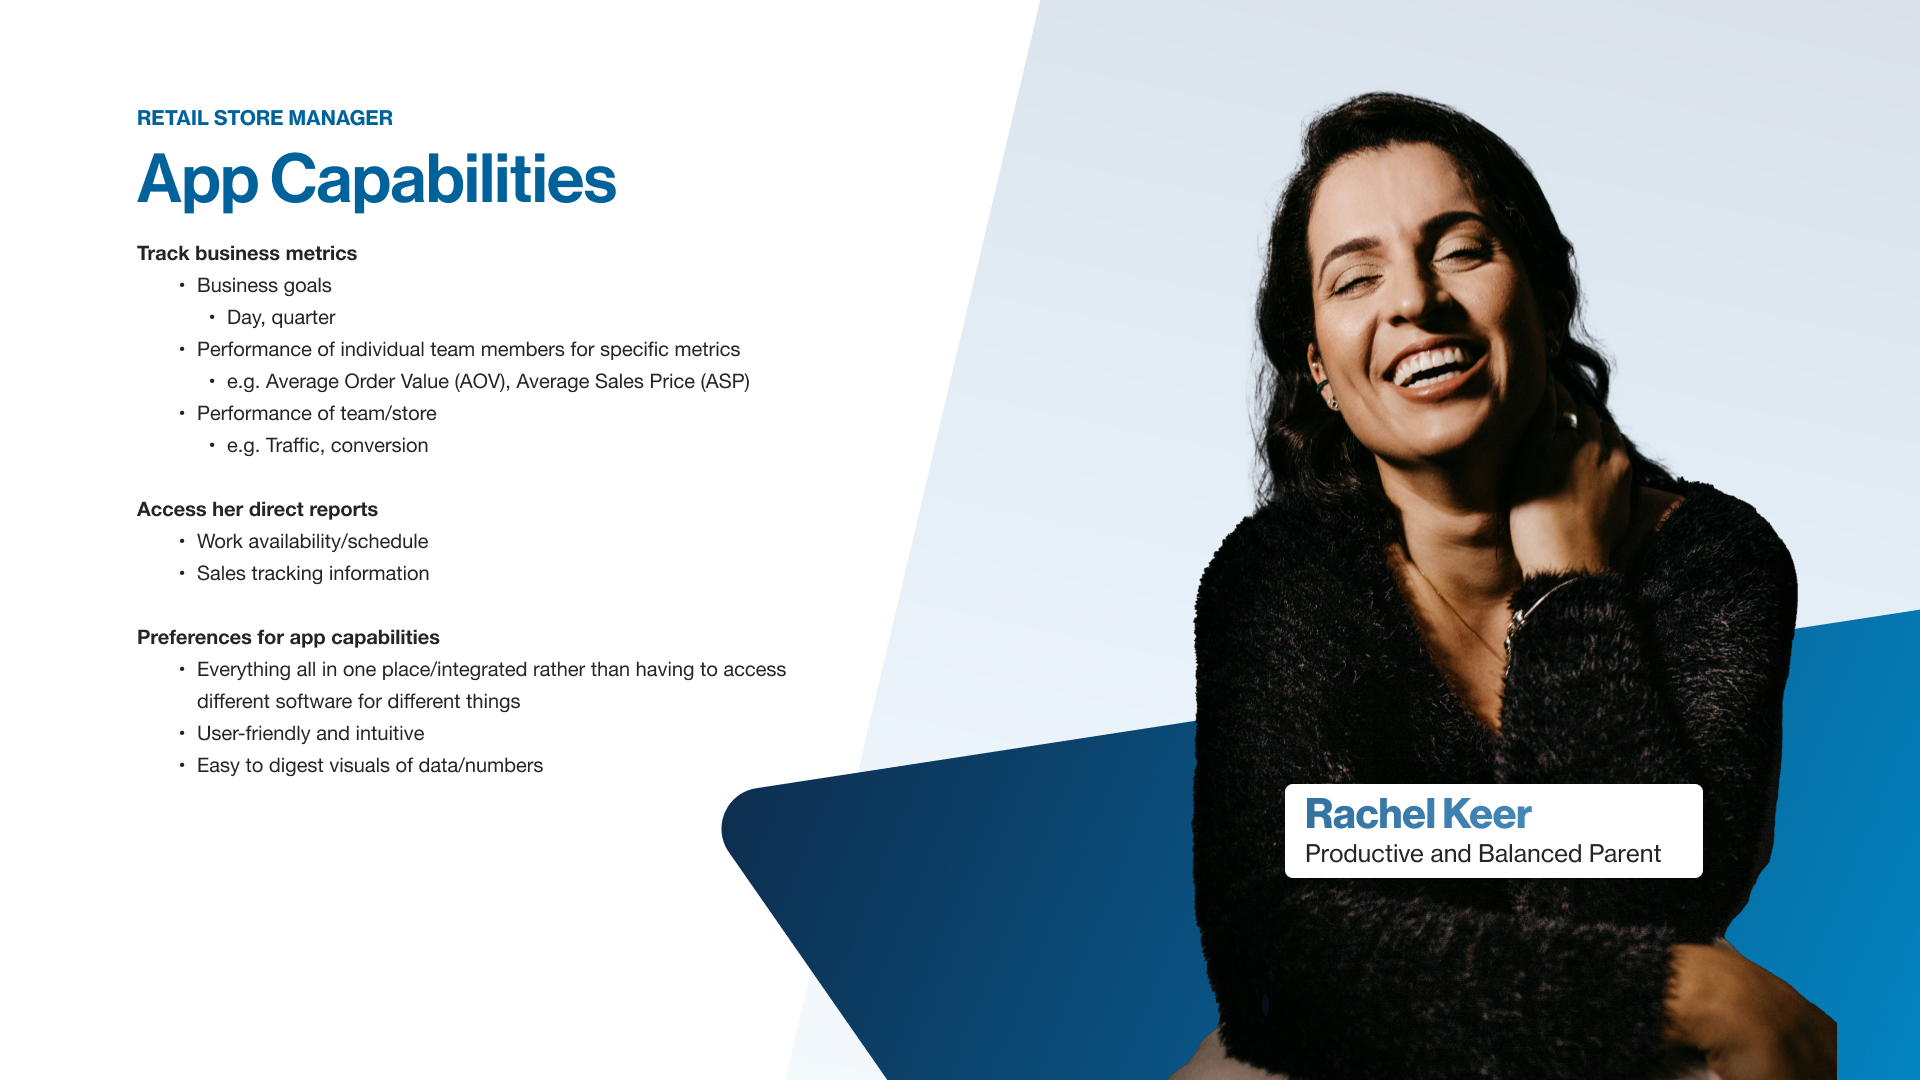 RETAIL STORE MANAGER
App Capabilities
Track business metrics
• Business goals
• Day, quarter
• Performance of individual team members for specific metrics
• e.g. Average Order Value (AOV), Average Sales Price (ASP)
• Performance of team/store
• e.g. Traffic, conversion
Access her direct reports
• Work availability/schedule
• Sales tracking information
Preferences for app capabilities
• Everything all in one place/integrated rather than having to access
different software for different things
• User-friendly and intuitive
• Easy to digest visuals of data/numbers
Rachel Keer
Productive and Balanced Parent